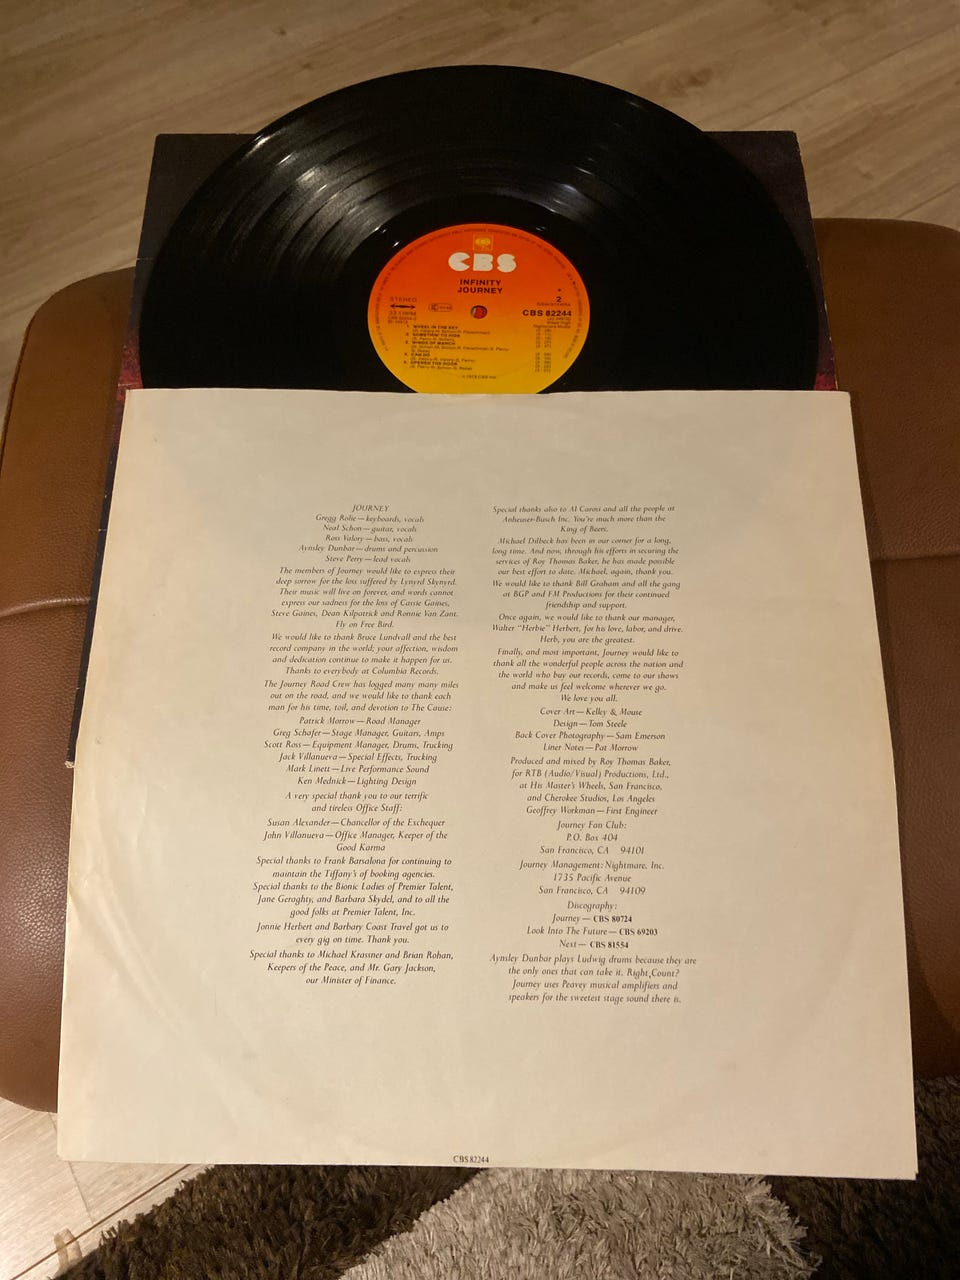 CBS
INFINITY
JOURNEY
STEREO
2
33 RPM
CBS 82244
1. WHEEL IN THE SKY
2. SOMETHIN' TO HIDE
3. WINDS OF MARCH
4. CAN DO
5. OPENED THE DOOR
℗ 1978 CBS Inc.
JOURNEY
Gregg Rolie—keyboards, vocals
Neal Schon—guitar, vocals
Ross Valory—bass, vocals
Aynsley Dunbar—drums and percussion
Steve Perry—lead vocals
The members of Journey would like to express their
deep sorrow for the loss suffered by Lynyrd Skynyrd.
Their music will live on forever, and words cannot
express our sadness for the loss of Cassie Gaines,
Steve Gaines, Dean Kilpatrick and Ronnie Van Zant.
Fly on Free Bird.
We would like to thank Bruce Lundvall and the best
record company in the world; your affection, wisdom
and dedication continue to make it happen for us.
Thanks to everybody at Columbia Records.
The Journey Road Crew has logged many many miles
out on the road, and we would like to thank each
man for his time, toil, and devotion to The Cause:
Patrick Morrow—Road Manager
Greg Schafer—Stage Manager, Guitars, Amps
Scott Ross—Equipment Manager, Drums, Trucking
Jack Villanueva—Special Effects, Trucking
Mark Linett—Live Performance Sound
Ken Mednick—Lighting Design
A very special thank you to our terrific
and tireless Office Staff:
Susan Alexander—Chancellor of the Exchequer
John Villanueva—Office Manager, Keeper of the
Good Karma
Special thanks to Frank Barsalona for continuing to
maintain the Tiffany's of booking agencies.
Special thanks to the Bionic Ladies of Premier Talent,
Jane Geraghty, and Barbara Skydel, and to all the
good folks at Premier Talent, Inc.
Jonnie Herbert and Barbary Coast Travel got us to
every gig on time. Thank you.
Special thanks to Michael Krassner and Brian Rohan,
Keepers of the Peace, and Mr. Gary Jackson,
our Minister of Finance.
Special thanks also to Al Carosi and all the people at
Anheuser-Busch Inc. You're much more than the
King of Beers.
Michael Dilbeck has been in our corner for a long,
long time. And now, through his efforts in securing the
services of Roy Thomas Baker, he has made possible
our best effort to date. Michael, again, thank you.
We would like to thank Bill Graham and all the gang
at BGP and FM Productions for their continued
friendship and support.
Once again, we would like to thank our manager,
Walter "Herbie" Herbert, for his love, labor, and drive.
Herb, you are the greatest.
Finally, and most important, Journey would like to
thank all the wonderful people across the nation and
the world who buy our records, come to our shows
and make us feel welcome wherever we go.
We love you all.
Cover Art—Kelley & Mouse
Design—Tom Steele
Back Cover Photography—Sam Emerson
Liner Notes—Pat Morrow
Produced and mixed by Roy Thomas Baker,
for RTB (Audio/Visual) Productions, Ltd.,
at His Master's Wheels, San Francisco,
and Cherokee Studios, Los Angeles
Geoffrey Workman—First Engineer
Journey Fan Club:
P.O. Box 404
San Francisco, CA 94101
Journey Management: Nightmare, Inc.
1735 Pacific Avenue
San Francisco, CA 94109
Discography:
Journey— CBS 80724
Look Into The Future— CBS 69203
Next— CBS 81554
Aynsley Dunbar plays Ludwig drums because they are
the only ones that can take it. Right, Count?
Journey uses Peavey musical amplifiers and
speakers for the sweetest stage sound there is.
CBS 82244